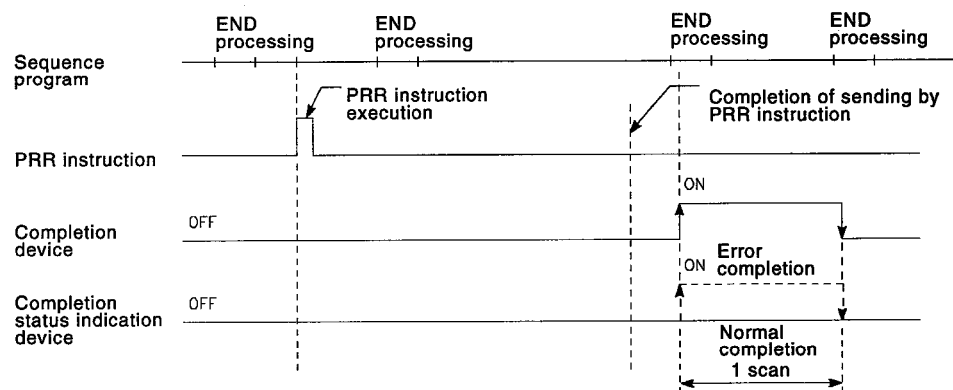 END processing
END processing
END processing
END processing
Sequence program
PRR instruction execution
Completion of sending by PRR instruction
PRR instruction
ON
OFF
Completion device
ON
Error completion
OFF
Completion status indication device
Normal completion
1 scan